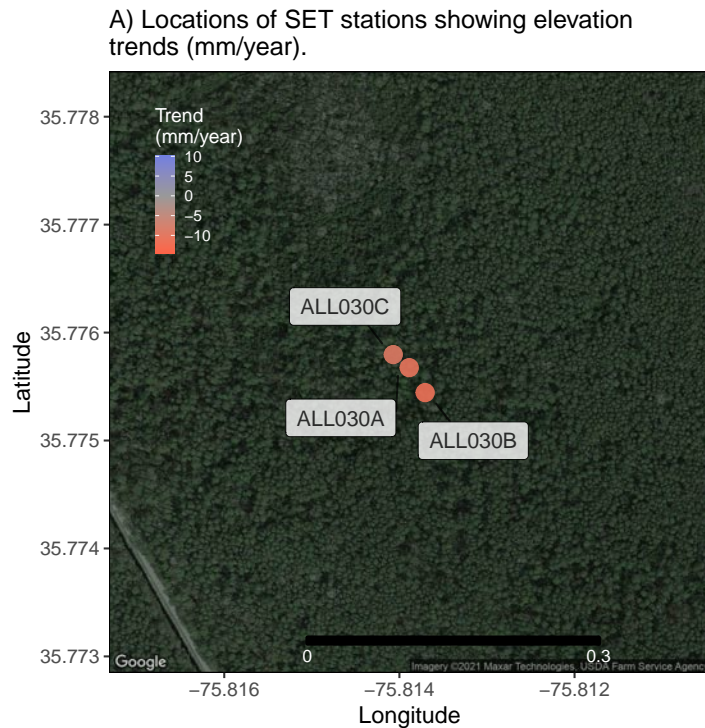 A) Locations of SET stations showing elevation
trends (mm/year).
Trend
(mm/year)
10
5
0
−5
−10
35.778
35.777
35.776
35.775
35.774
35.773
Latitude
ALL030C
ALL030A
ALL030B
0 0.3
Google
Imagery ©2021 Maxar Technologies, USDA Farm Service Agenc
−75.816 −75.814 −75.812
Longitude